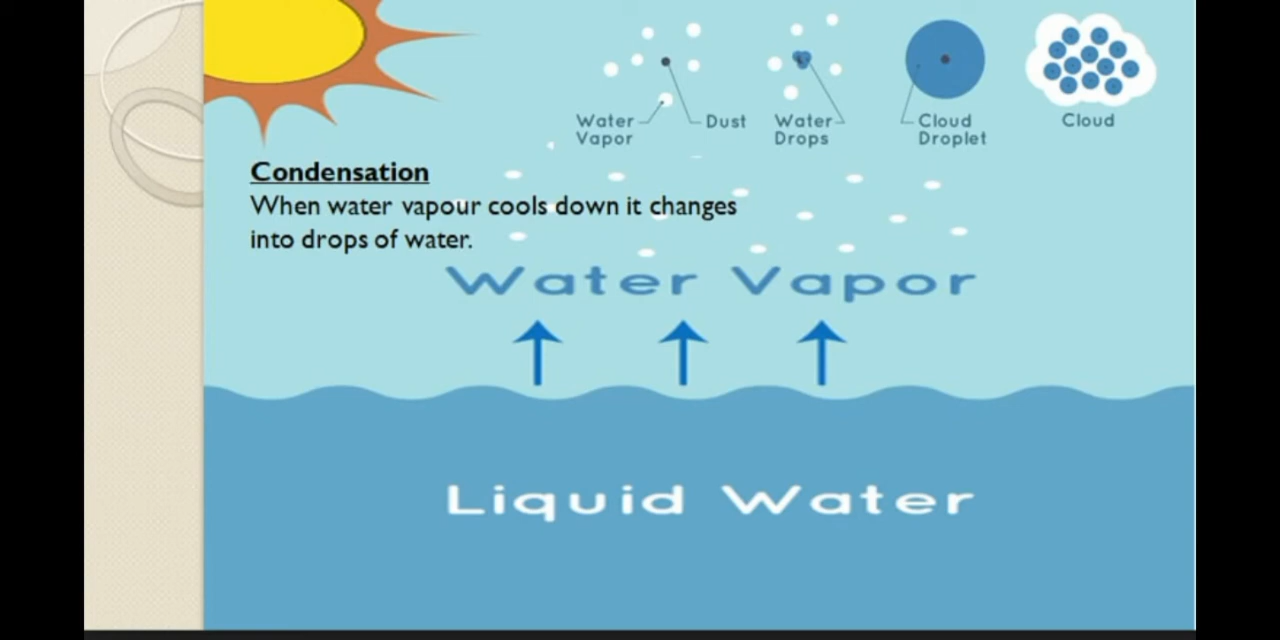 Water
Vapor
Dust
Water
Drops
Cloud
Droplet
Cloud
Condensation
When water vapour cools down it changes
into drops of water.
Water Vapor
Liquid Water